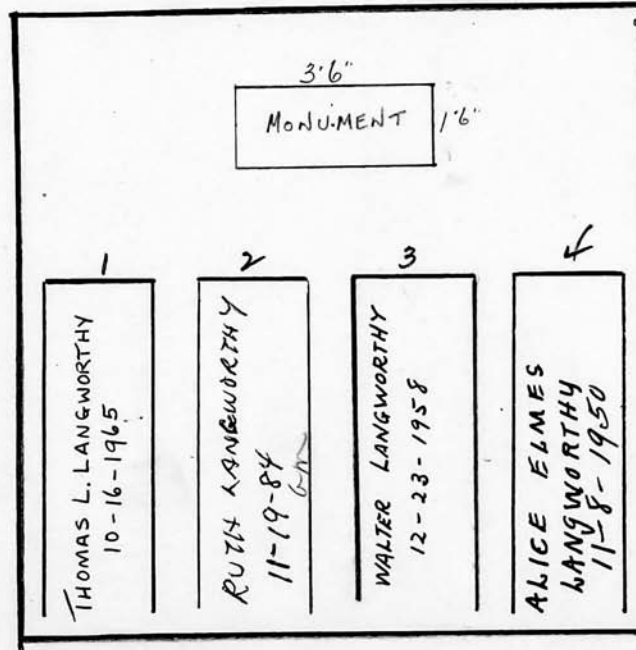 3'6"
MONUMENT
1'6"
1
2
3
4
THOMAS L. LANGWORTHY
10-16-1965
RUTH LANGWORTHY
11-19-84
WALTER LANGWORTHY
12-23-1958
ALICE ELMES
LANGWORTHY
11-8-1950